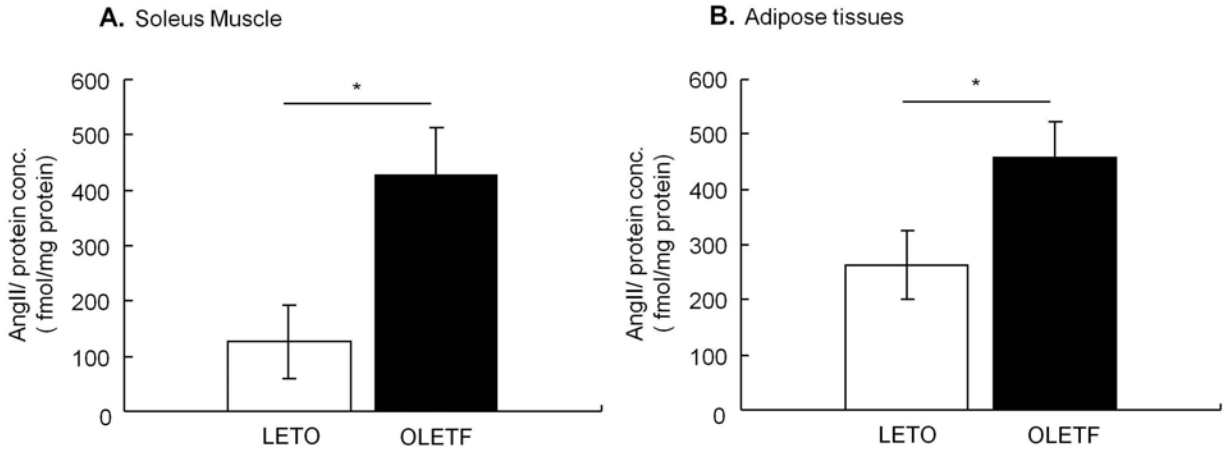 A. Soleus Muscle
AngII/ protein conc.
( fmol/mg protein)
600
500
400
300
200
100
0
*
LETO
OLETF
B. Adipose tissues
AngII/ protein conc.
( fmol/mg protein)
600
500
400
300
200
100
0
*
LETO
OLETF